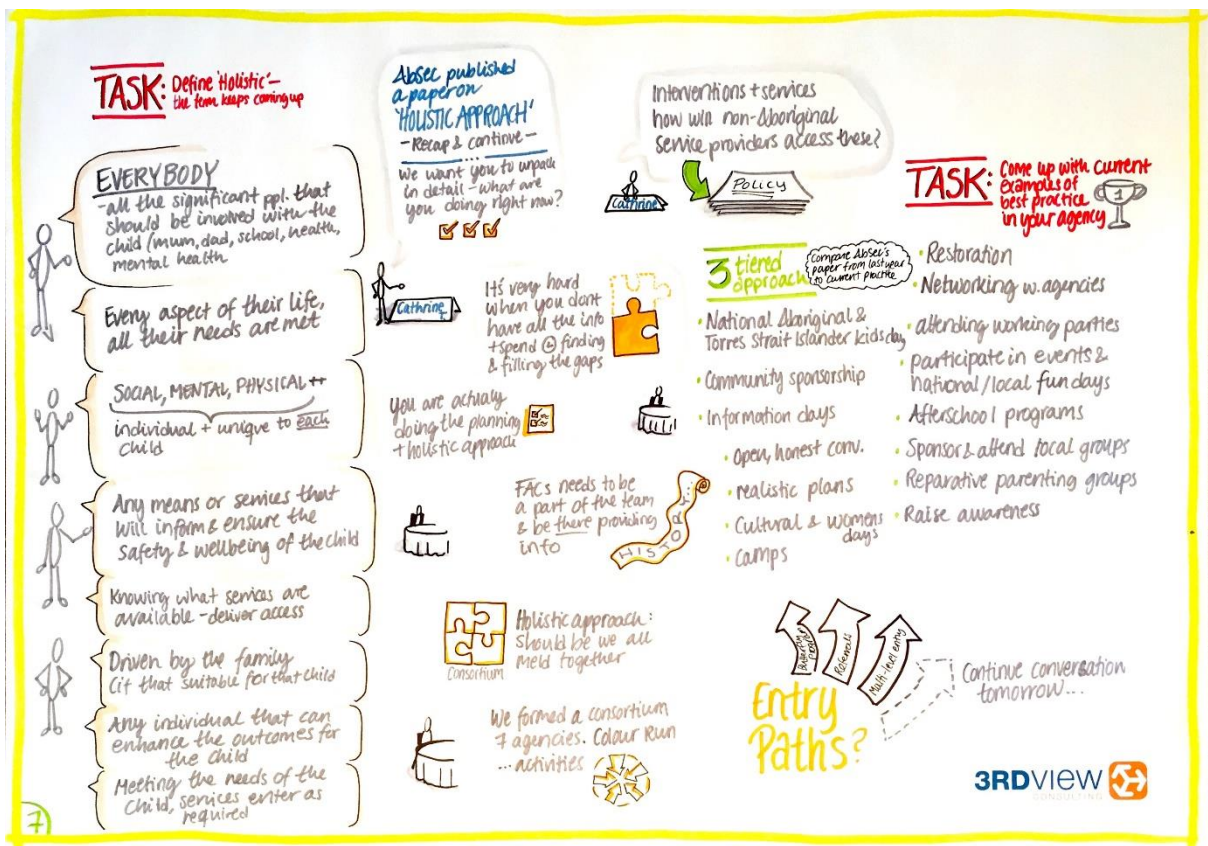 TASK: Define 'Holistic' –
the term keeps coming up
EVERYBODY
- all the significant ppl. that
should be involved with the
child (mum, dad, school, health,
mental health
Every aspect of their life,
all their needs are met
SOCIAL, MENTAL, PHYSICAL ++
individual + unique to each
child
Any means or services that
will inform & ensure the
safety & wellbeing of the child
Knowing what services are
available - deliver access
Driven by the family
(if that suitable for that child
Any individual that can
enhance the outcomes for
the child
Meeting the needs of the
child, services enter as
required
7
AbSec published
a paper on
'HOLISTIC APPROACH'
- Recap & continue -
...
We want you to unpack
in detail - what are
you doing right now?
Cathrine
It's very hard
when you dont
have all the info
+ spend finding
& filling the gaps
You are actualy
doing the planning
+ holistic approach
FACs needs to be
a part of the team
& be there providing
info
HISTORY...
Consortium
Holistic approach:
should be we all
meld together
We formed a consortium
7 agencies. Colour Run
... activities
Interventions + services
how will non-Aboriginal
service providers access these?
Cathrine
POLICY
3 tiered
approach
Compare AbSec's
paper from last year
to current practice
• National Aboriginal &
Torres Strait Islander kids day
• Community sponsorship
• Information days
• Open, honest conv.
• realistic plans
• Cultural & womens
days
• Camps
TASK: Come up with current
examples of
best practice
in your agency
1
• Restoration
• Networking w. agencies
• attending working parties
• participate in events &
national/local fun days
• Afterschool programs
• Sponsor & attend local groups
• Reparative parenting groups
• Raise awareness
Referrals
Multi-level entry
Entry
Paths?
Continue conversation
tomorrow...
3RDVIEW
CONSULTING